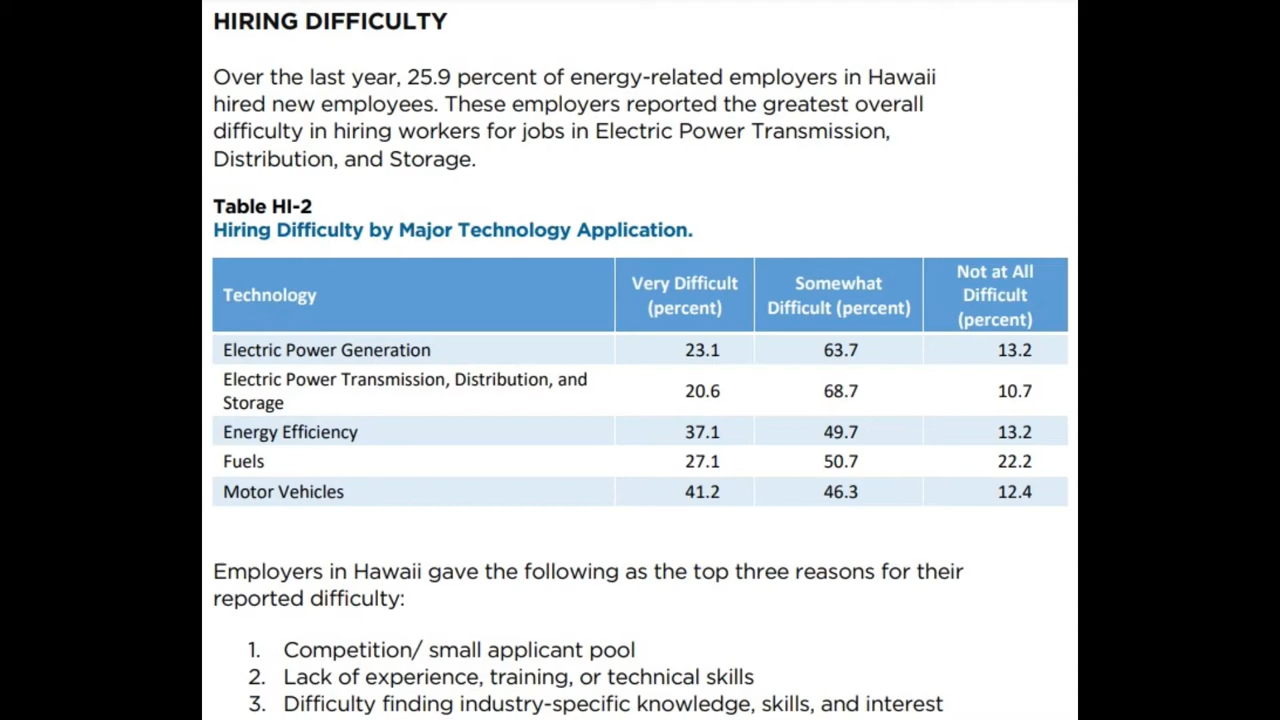 HIRING DIFFICULTY
Over the last year, 25.9 percent of energy-related employers in Hawaii
hired new employees. These employers reported the greatest overall
difficulty in hiring workers for jobs in Electric Power Transmission,
Distribution, and Storage.
Table HI-2
Hiring Difficulty by Major Technology Application.
Technology Very Difficult (percent) Somewhat Difficult (percent) Not at All Difficult (percent)
Electric Power Generation 23.1 63.7 13.2
Electric Power Transmission, Distribution, and Storage 20.6 68.7 10.7
Energy Efficiency 37.1 49.7 13.2
Fuels 27.1 50.7 22.2
Motor Vehicles 41.2 46.3 12.4
Employers in Hawaii gave the following as the top three reasons for their
reported difficulty:
1. Competition/ small applicant pool
2. Lack of experience, training, or technical skills
3. Difficulty finding industry-specific knowledge, skills, and interest